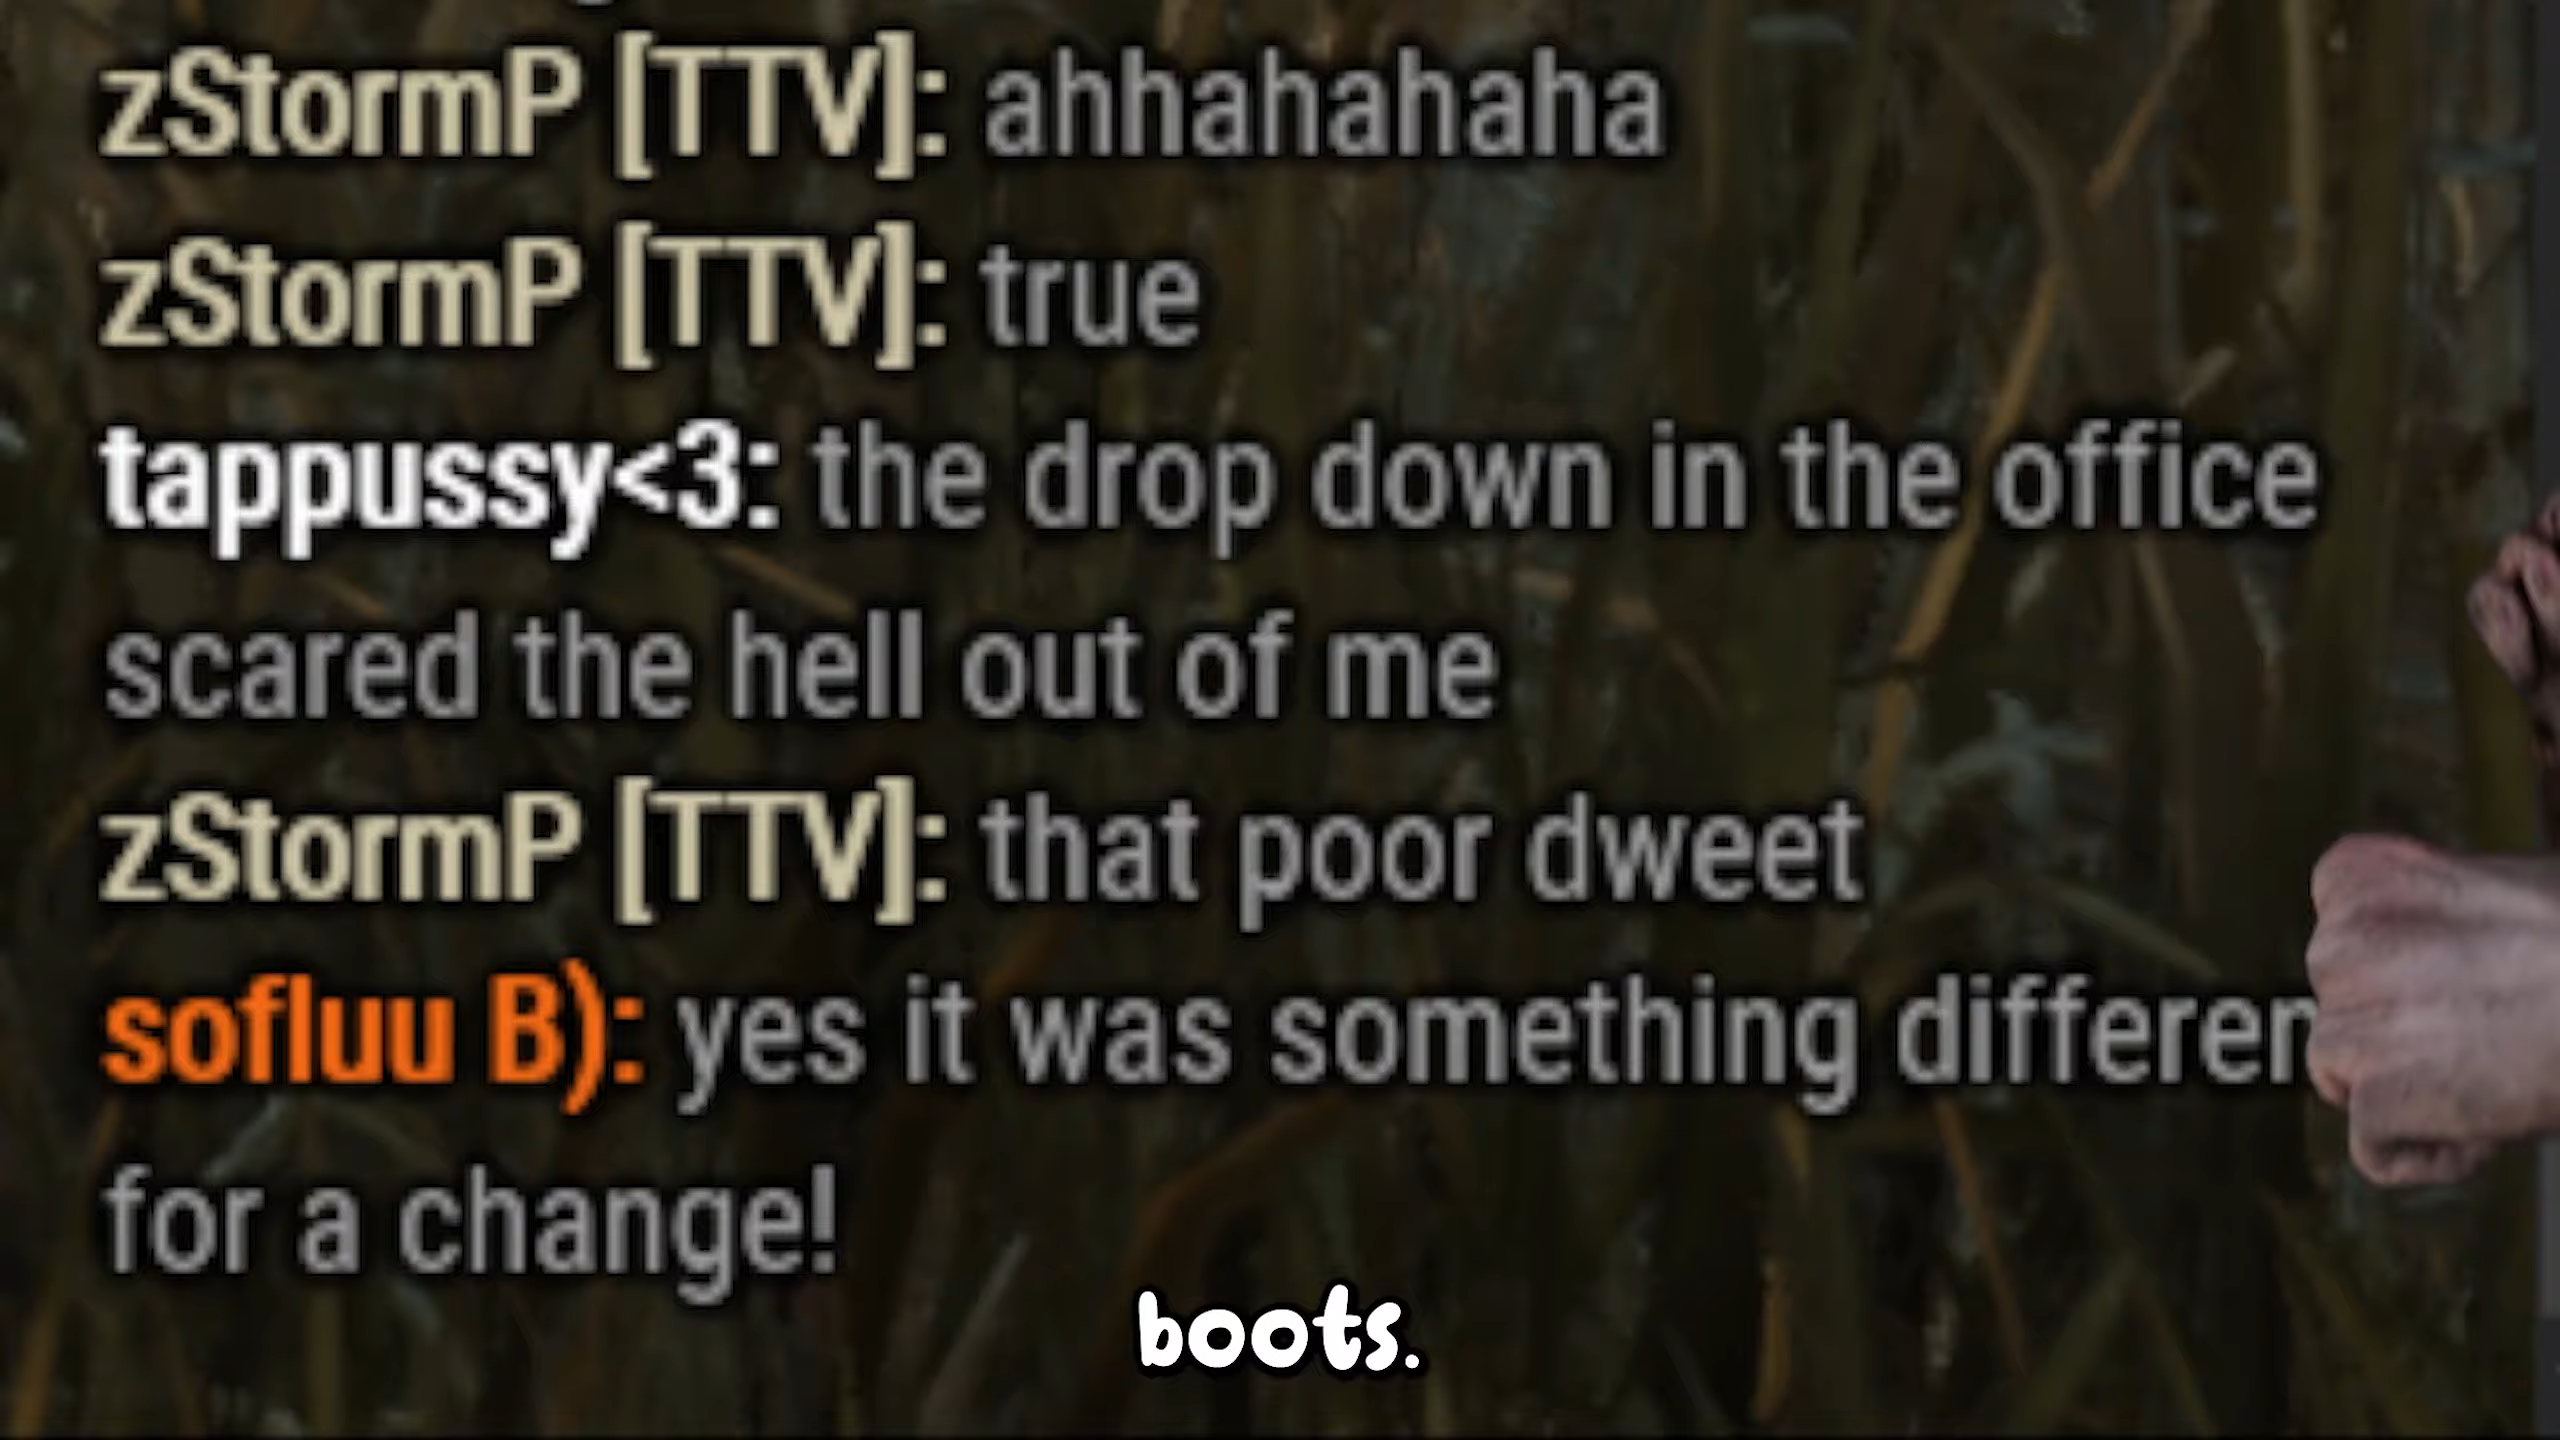 zStormP [TTV]: ahhahahaha
zStormP [TTV]: true
tappussy<3: the drop down in the office
scared the hell out of me
zStormP [TTV]: that poor dweet
sofluu B): yes it was something differen
for a change!
boots.